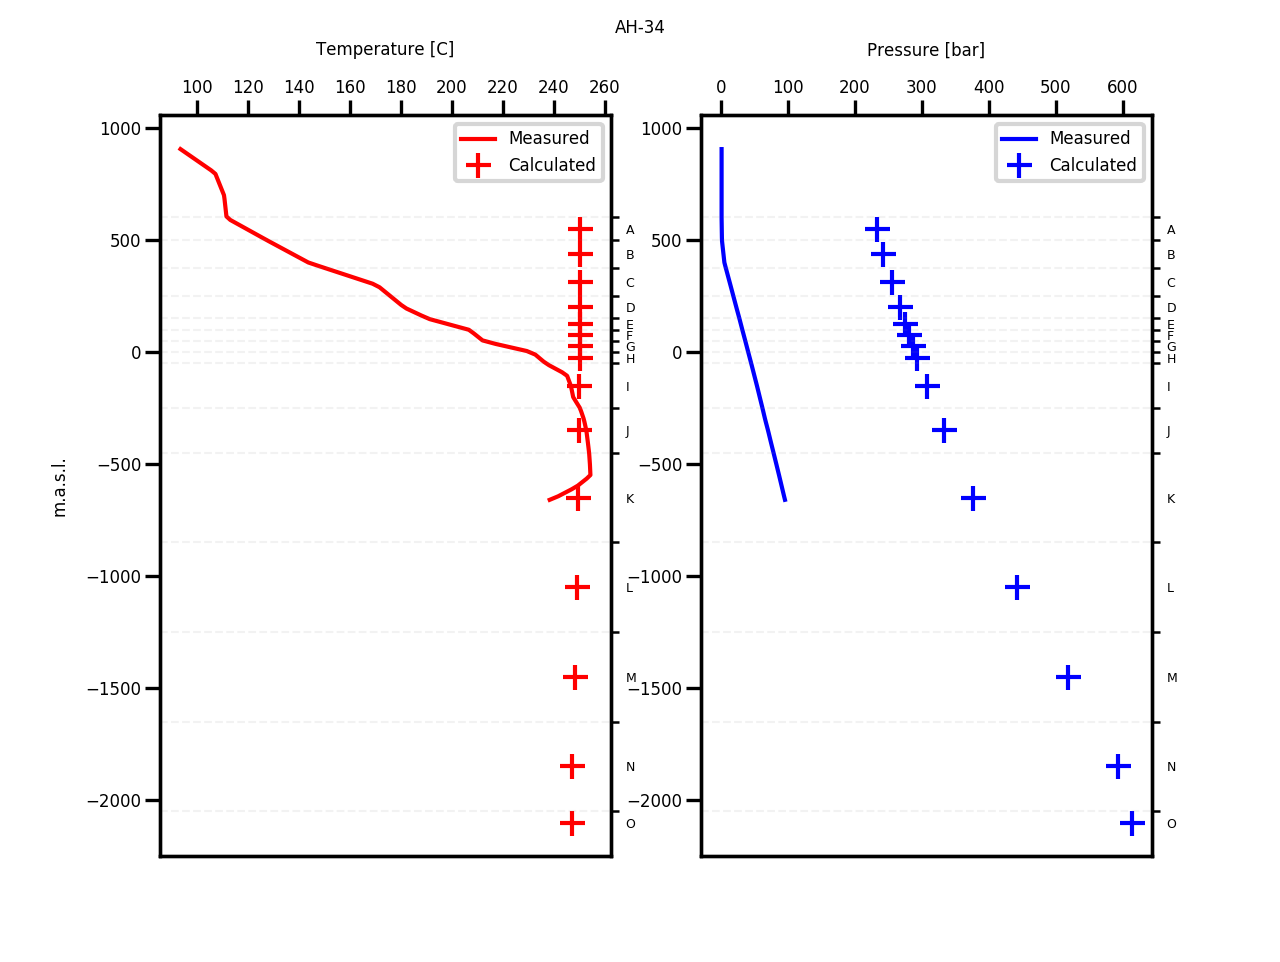 AH-34
Temperature [C]
100 120 140 160 180 200 220 240 260
1000
500
0
−500
−1000
−1500
−2000
m.a.s.l.
Measured
Calculated
A
B
C
D
E
F
G
H
I
J
K
L
M
N
O
Pressure [bar]
0 100 200 300 400 500 600
1000
500
0
−500
−1000
−1500
−2000
Measured
Calculated
A
B
C
D
E
F
G
H
I
J
K
L
M
N
O